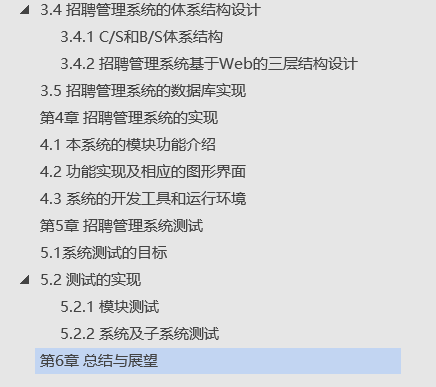 3.4 招聘管理系统的体系结构设计
3.4.1 C/S和B/S体系结构
3.4.2 招聘管理系统基于Web的三层结构设计
3.5 招聘管理系统的数据库实现
第4章 招聘管理系统的实现
4.1 本系统的模块功能介绍
4.2 功能实现及相应的图形界面
4.3 系统的开发工具和运行环境
第5章 招聘管理系统测试
5.1系统测试的目标
5.2 测试的实现
5.2.1 模块测试
5.2.2 系统及子系统测试
第6章 总结与展望